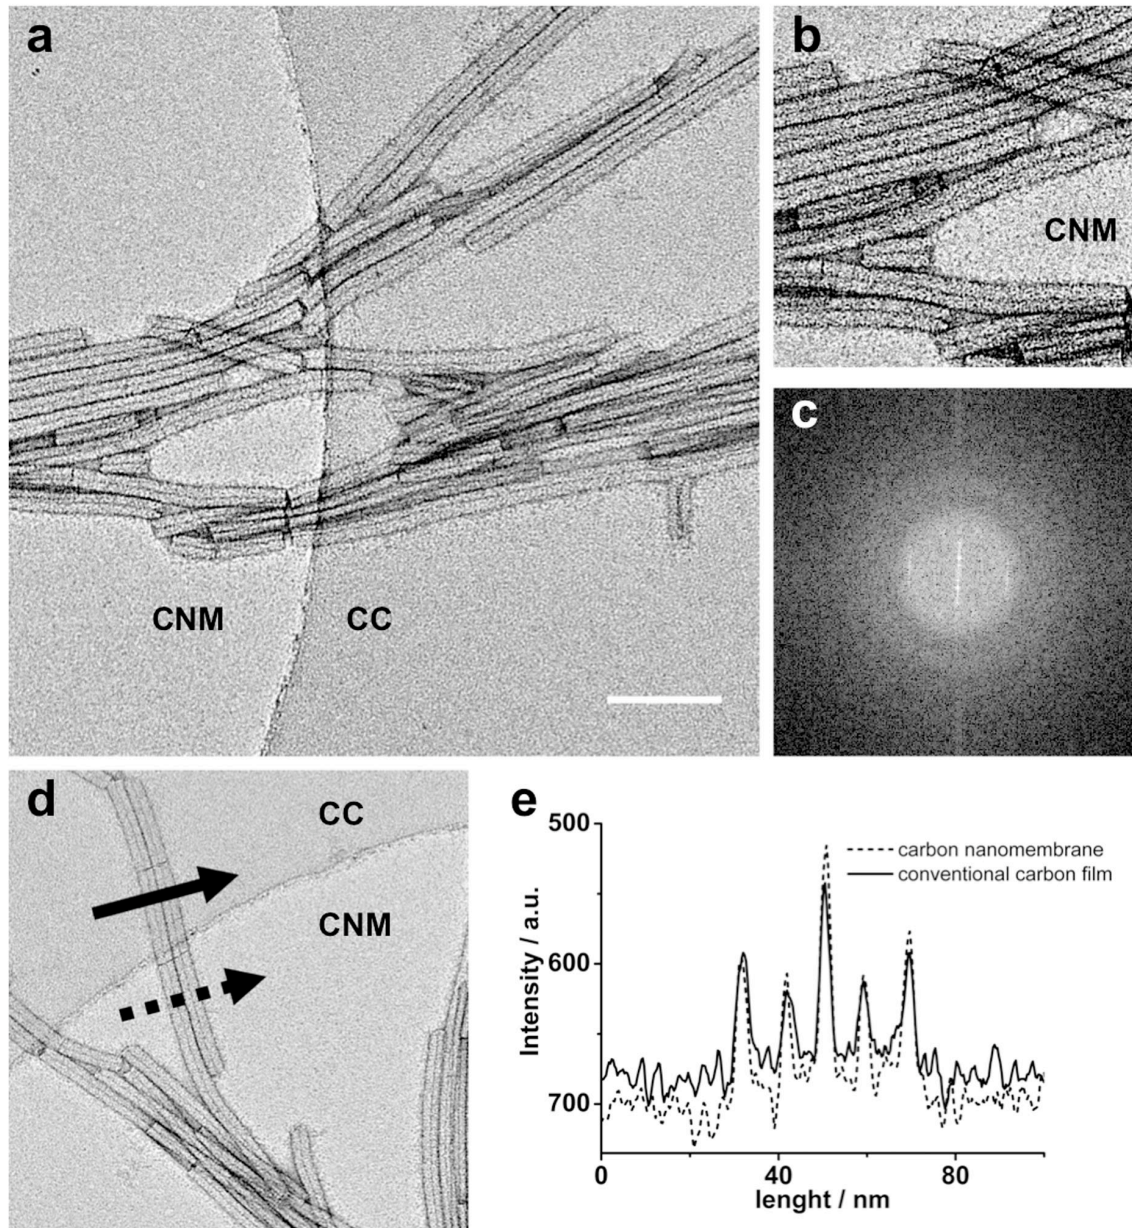 a
CNM
CC
b
CNM
c
d
CC
CNM
e
500
600
700
Intensity / a.u.
carbon nanomembrane
conventional carbon film
0
40
80
lenght / nm